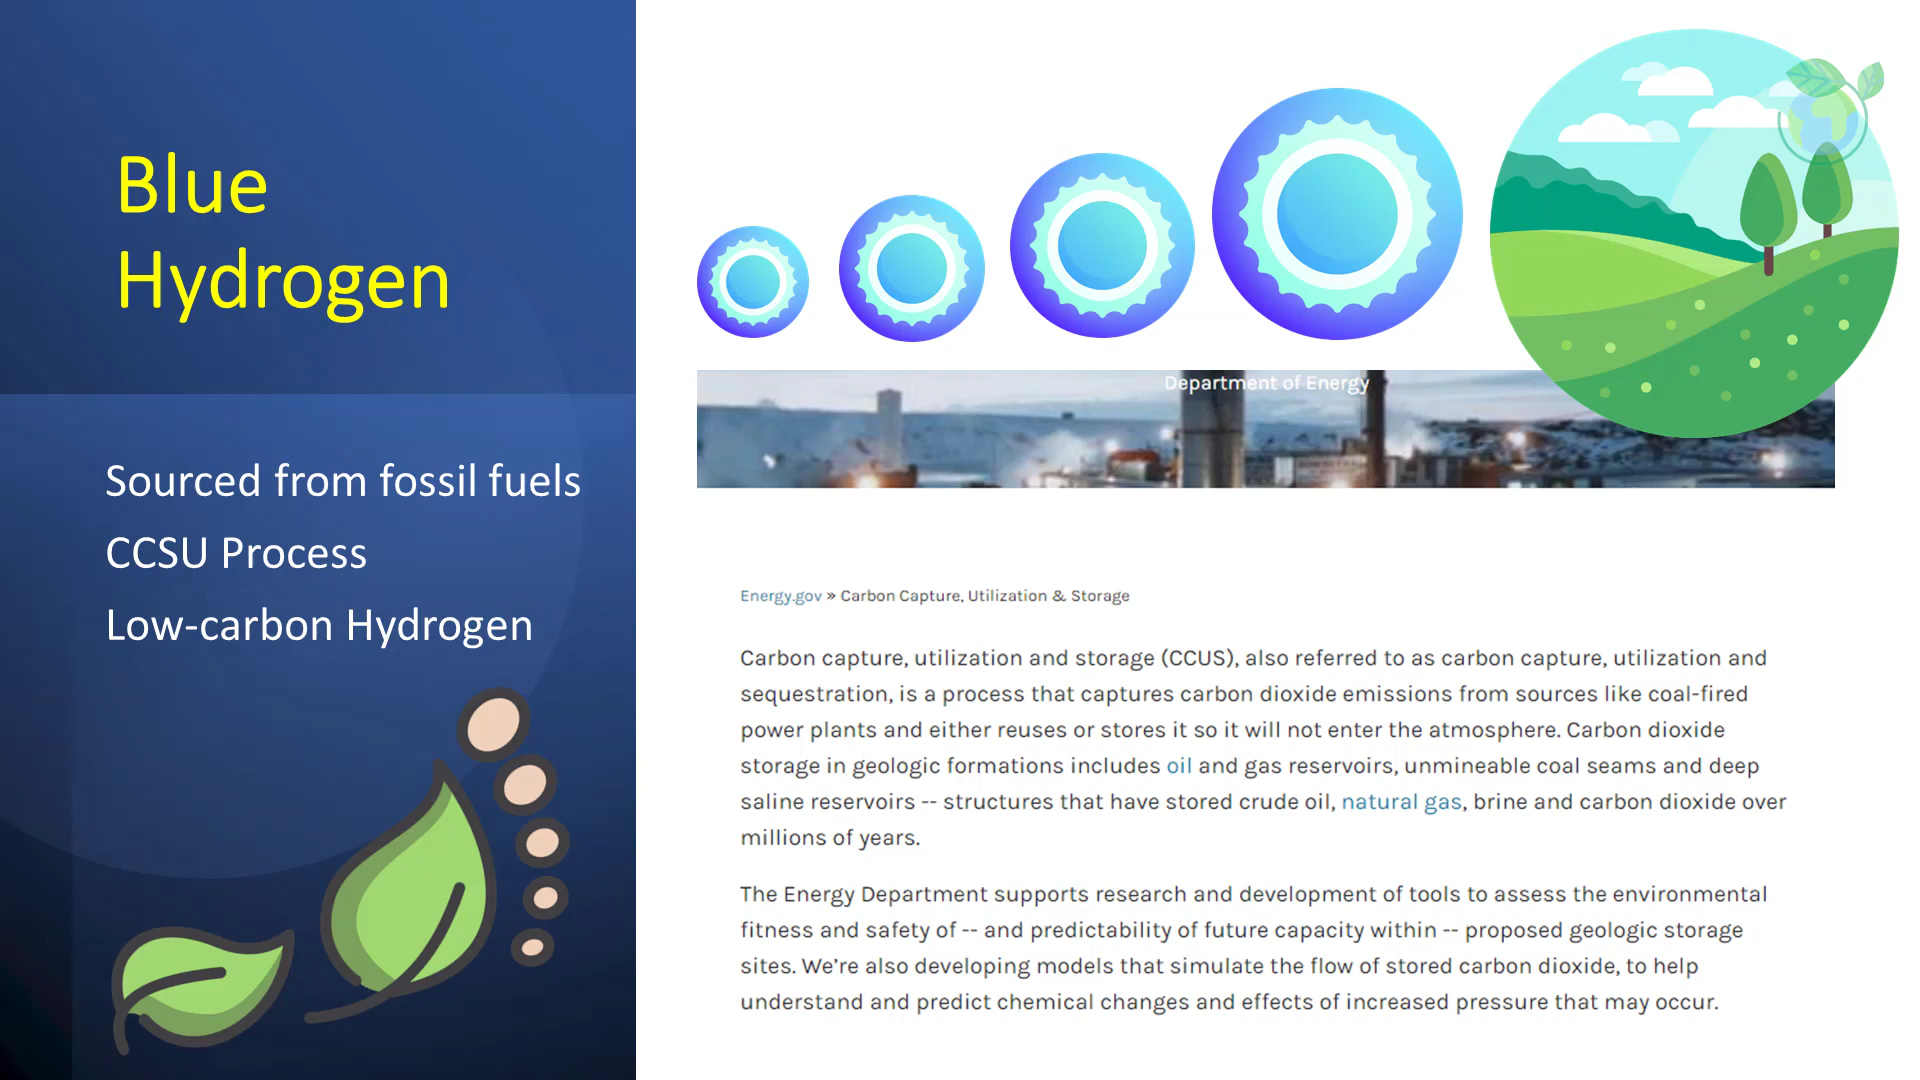 Blue
Hydrogen
Sourced from fossil fuels
CCSU Process
Low-carbon Hydrogen
Department of Energy
Energy.gov » Carbon Capture, Utilization & Storage
Carbon capture, utilization and storage (CCUS), also referred to as carbon capture, utilization and
sequestration, is a process that captures carbon dioxide emissions from sources like coal-fired
power plants and either reuses or stores it so it will not enter the atmosphere. Carbon dioxide
storage in geologic formations includes oil and gas reservoirs, unmineable coal seams and deep
saline reservoirs -- structures that have stored crude oil, natural gas, brine and carbon dioxide over
millions of years.
The Energy Department supports research and development of tools to assess the environmental
fitness and safety of -- and predictability of future capacity within -- proposed geologic storage
sites. We're also developing models that simulate the flow of stored carbon dioxide, to help
understand and predict chemical changes and effects of increased pressure that may occur.